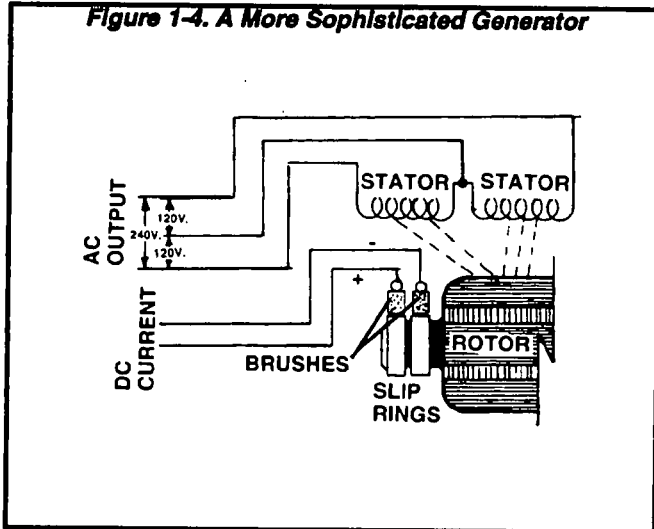 Figure 1-4. A More Sophisticated Generator
STATOR
STATOR
AC
OUTPUT
120V.
240V.
120V.
-
+
DC
CURRENT
BRUSHES
SLIP
RINGS
ROTOR